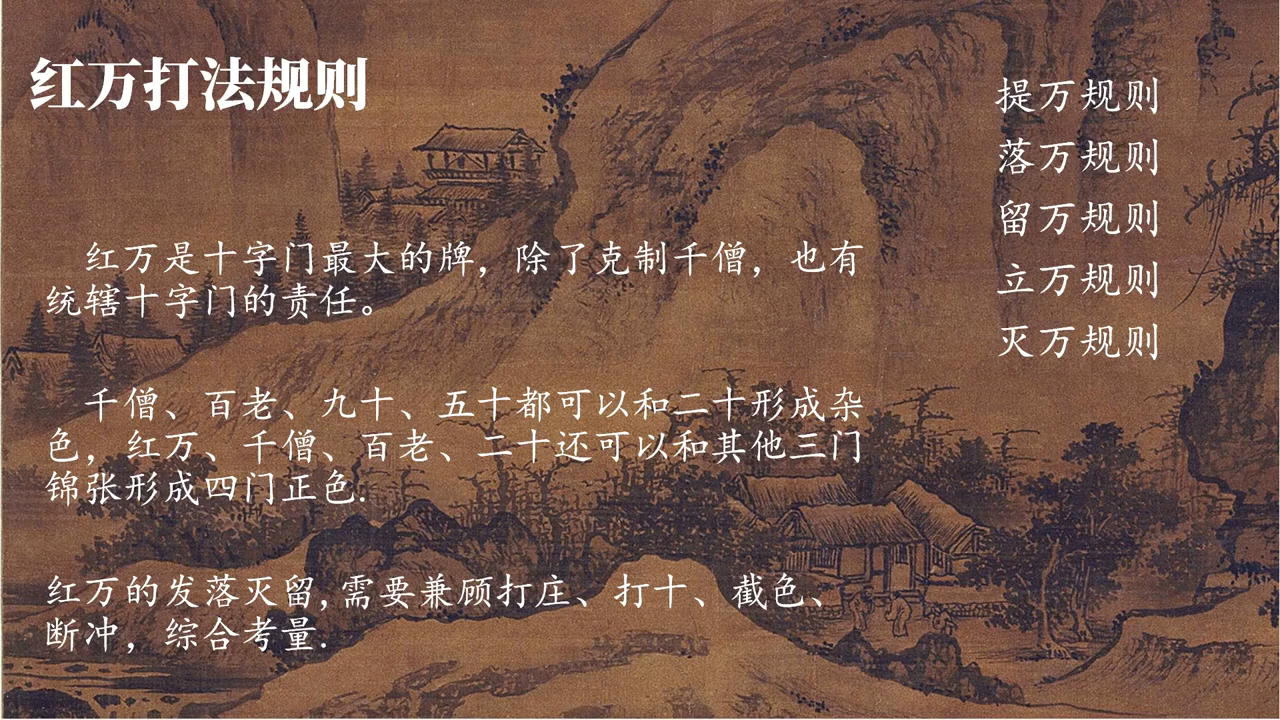 红万打法规则
红万是十字门最大的牌，除了克制千僧，也有
统辖十字门的责任。
千僧、百老、九十、五十都可以和二十形成杂
色，红万、千僧、百老、二十还可以和其他三门
锦张形成四门正色.
红万的发落灭留,需要兼顾打庄、打十、截色、
断冲，综合考量.
提万规则
落万规则
留万规则
立万规则
灭万规则